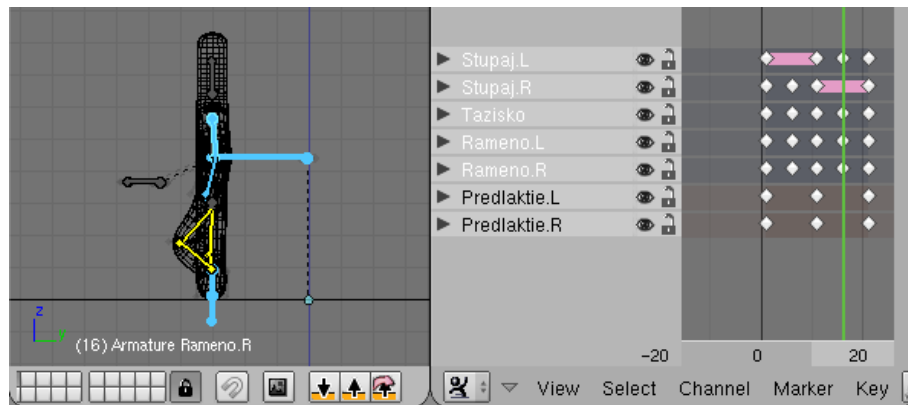 Stupaj.L
Stupaj.R
Tazisko
Rameno.L
Rameno.R
Predlaktie.L
Predlaktie.R
z
y
(16) Armature Rameno.R
-20 0 20
View Select Channel Marker Key